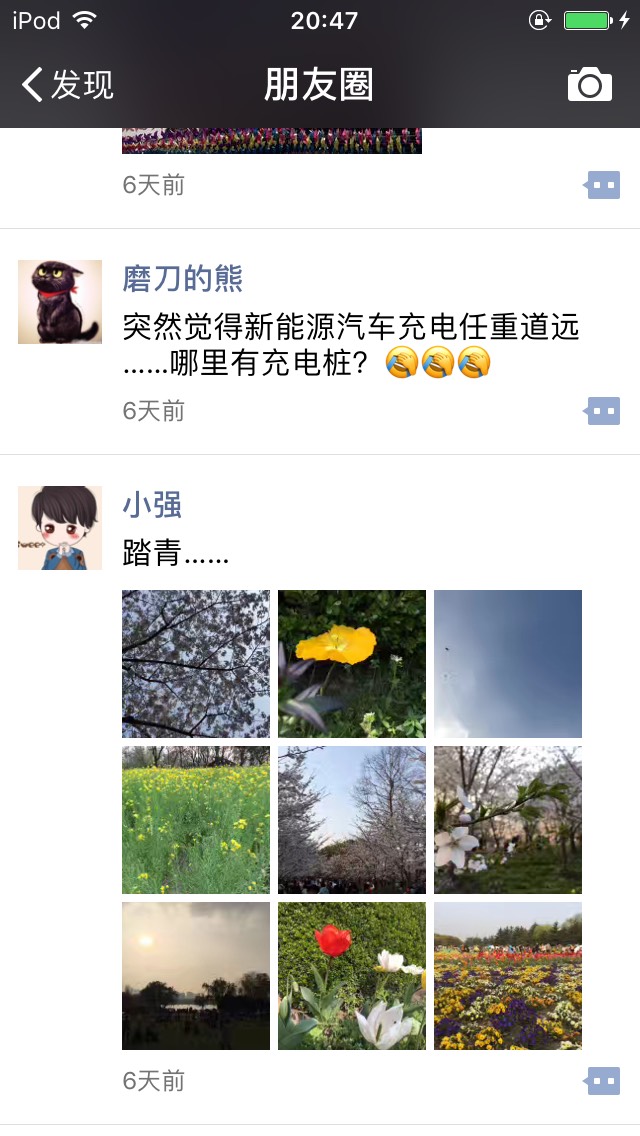 iPod 20:47
发现 朋友圈
6天前
磨刀的熊
突然觉得新能源汽车充电任重道远
……哪里有充电桩？🤣🤣🤣
6天前
小强
踏青……
6天前